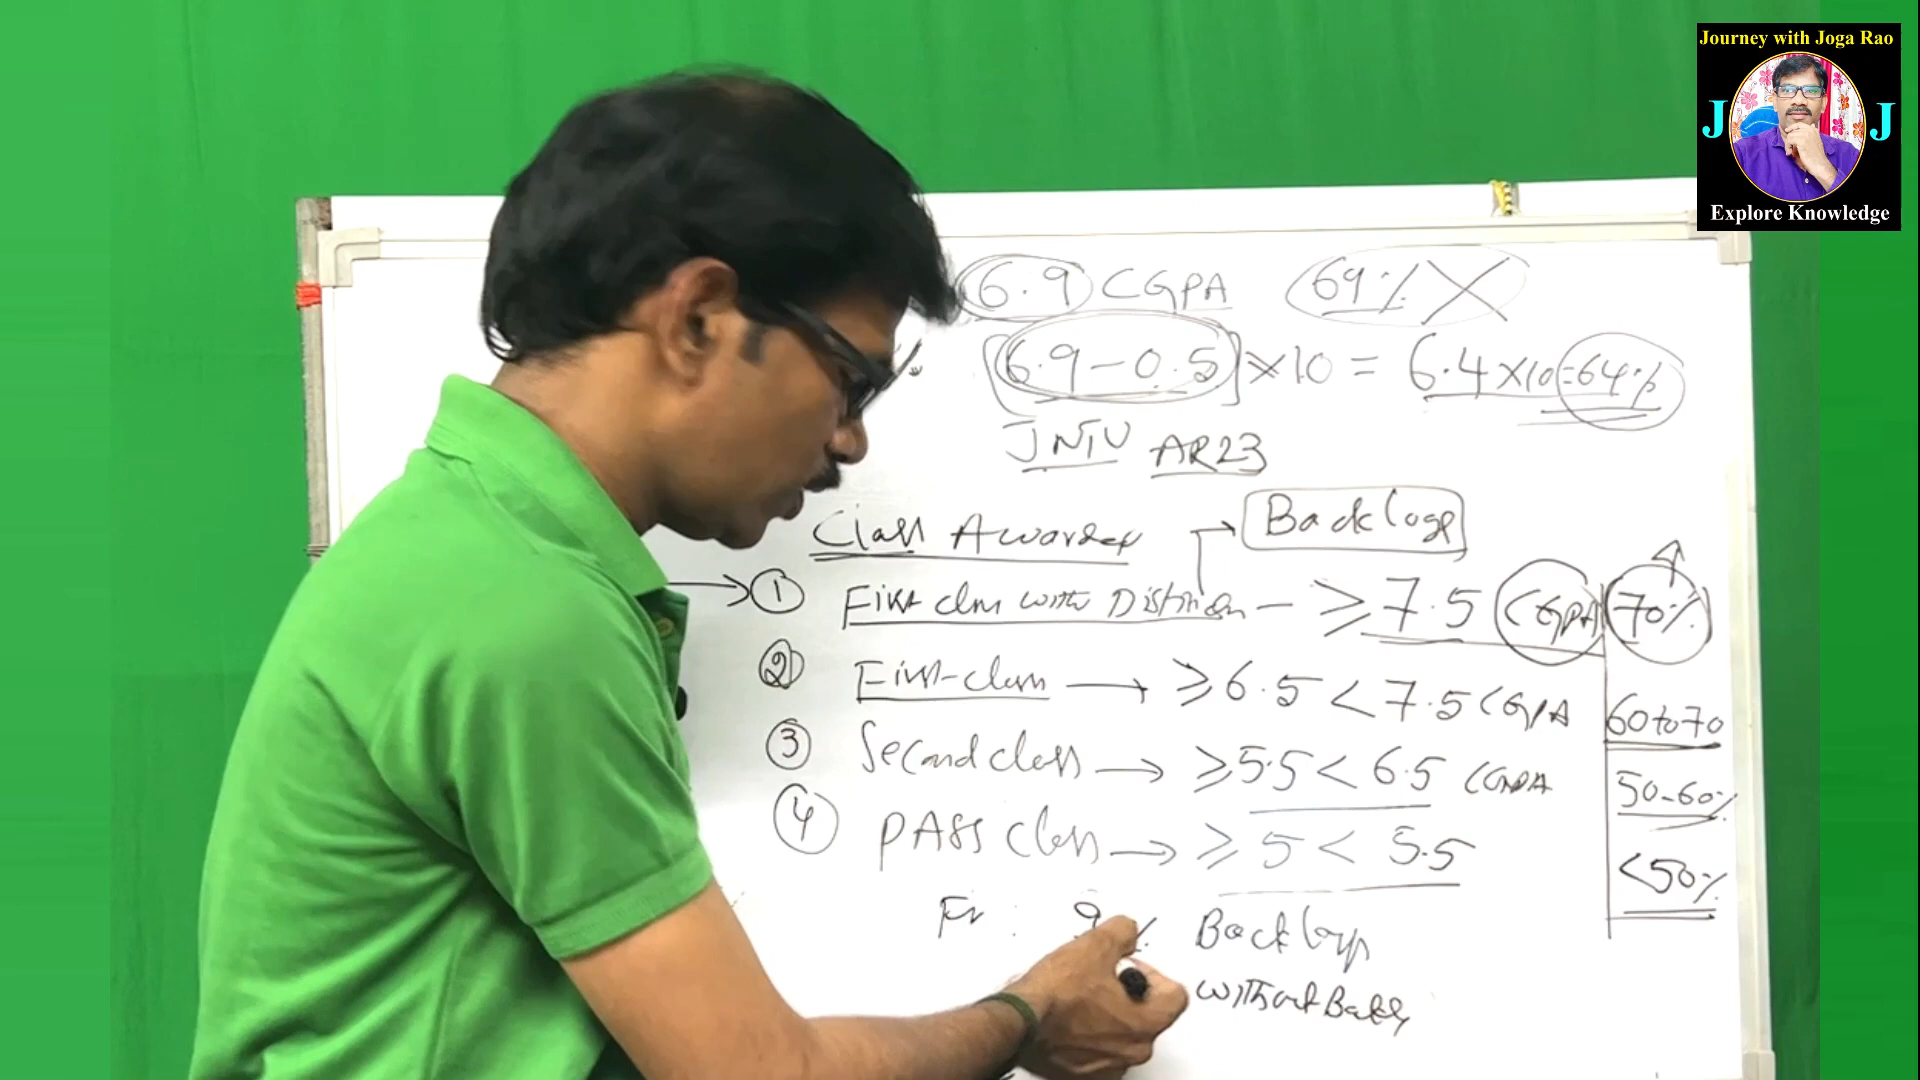 Journey with Joga Rao
J J
Explore Knowledge
6.9 CGPA 69% X
[6.9 - 0.5] × 10 = 6.4 × 10 = 64%
JNTU AR23
Class Awarded → Backlogs
→ ① First class with Distinction - ≥ 7.5 CGPA 70%
② First-class → ≥ 6.5 < 7.5 CGPA 60 to 70
③ Second class → ≥ 5.5 < 6.5 CGPA 50-60%
④ PASS class → ≥ 5 < 5.5 <50%
9 % Backlogs
without Back